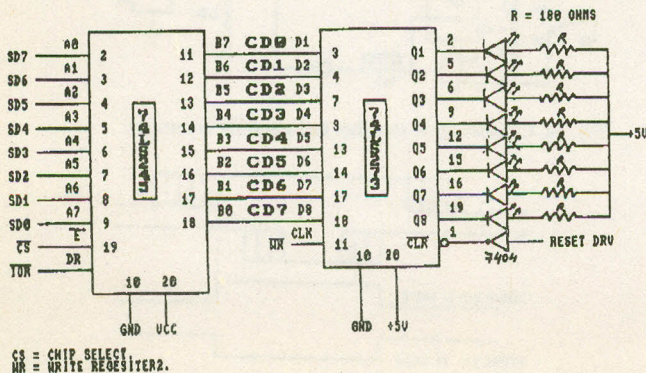 R = 180 OHMS
SD7 A0 2 11 B7 CD0 D1 3 Q1 2
SD6 A1 3 12 B6 CD1 D2 4 Q2 5
SD5 A2 4 13 B5 CD2 D3 7 Q3 6
SD4 A3 5 14 B4 CD3 D4 8 Q4 9
SD3 A4 6 15 B3 CD4 D5 13 Q5 12
SD2 A5 7 16 B2 CD5 D6 14 Q6 15
SD1 A6 8 17 B1 CD6 D7 17 Q7 16
SD0 A7 9 18 B0 CD7 D8 18 Q8 19
R
R
R
R
R
R
R
R
+5V
74LS245
74LS273
CS E 19
IOR DR
WR CLK 11 CLR 1
7404
RESET DRV
10 20
10 20
GND VCC
GND +5V
CS = CHIP SELECT.
WR = WRITE REGESITER2.